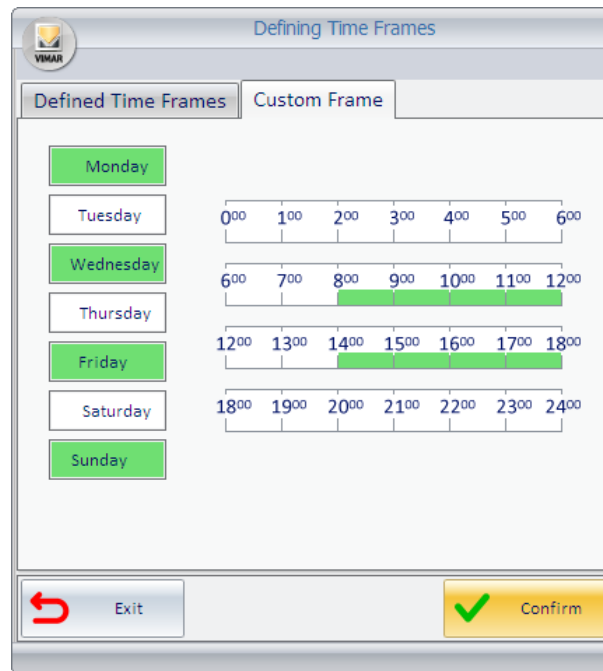 Defining Time Frames
VIMAR
Defined Time Frames
Custom Frame
Monday
Tuesday
Wednesday
Thursday
Friday
Saturday
Sunday
0⁰⁰ 1⁰⁰ 2⁰⁰ 3⁰⁰ 4⁰⁰ 5⁰⁰ 6⁰⁰
6⁰⁰ 7⁰⁰ 8⁰⁰ 9⁰⁰ 10⁰⁰ 11⁰⁰ 12⁰⁰
12⁰⁰ 13⁰⁰ 14⁰⁰ 15⁰⁰ 16⁰⁰ 17⁰⁰ 18⁰⁰
18⁰⁰ 19⁰⁰ 20⁰⁰ 21⁰⁰ 22⁰⁰ 23⁰⁰ 24⁰⁰
Exit
Confirm